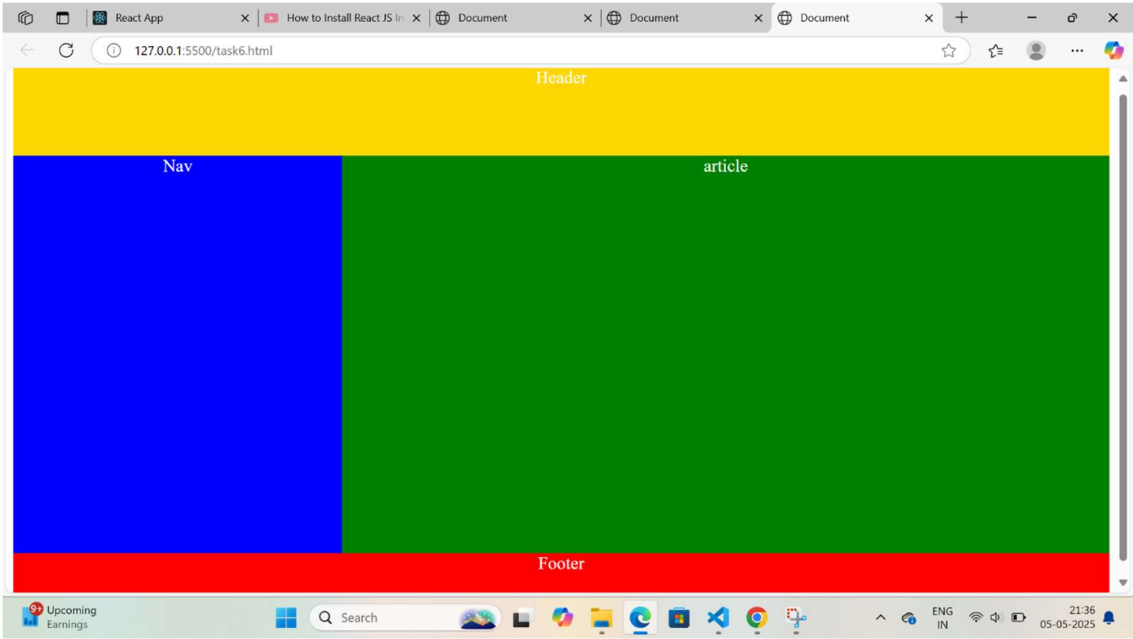 React App
How to Install React JS In
Document
Document
Document
127.0.0.1:5500/task6.html
Header
Nav
article
Footer
9+
Upcoming
Earnings
Search
ENG
IN
21:36
05-05-2025